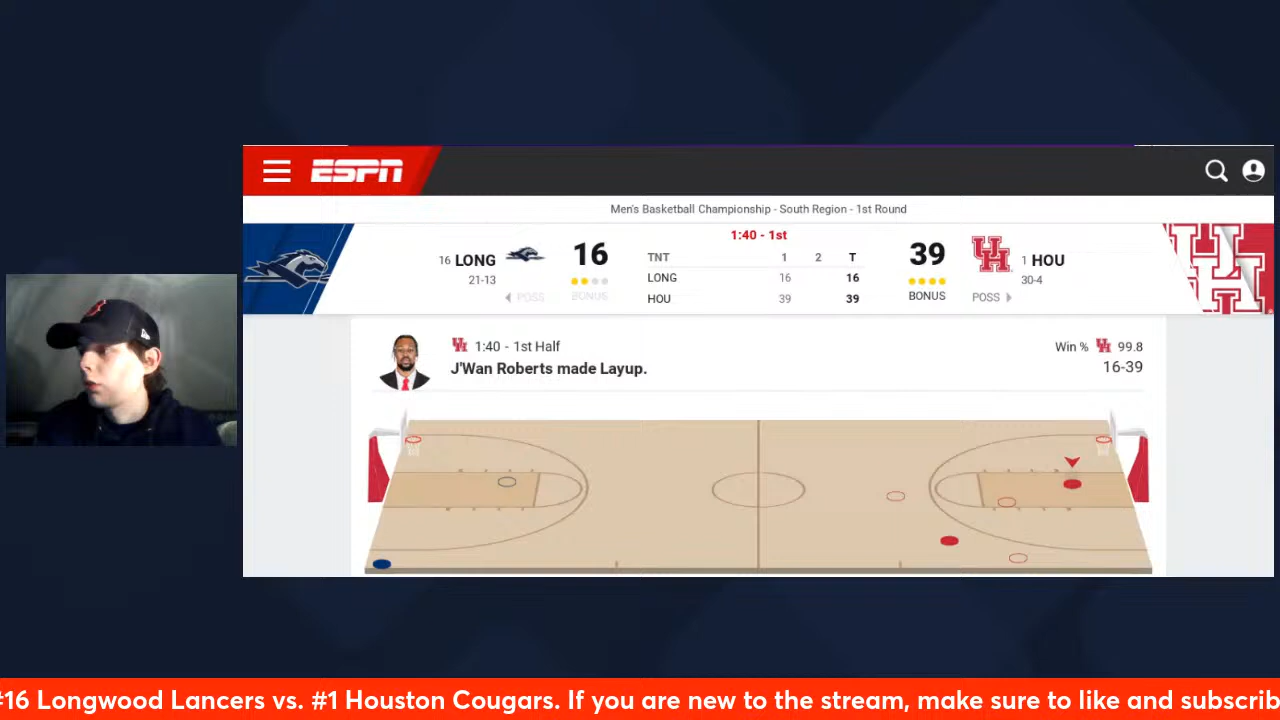 ESPN
Men's Basketball Championship - South Region - 1st Round
16 LONG
21-13
POSS
16
BONUS
1:40 - 1st
TNT 1 2 T
LONG 16 16
HOU 39 39
39
BONUS
1 HOU
30-4
POSS
1:40 - 1st Half
J'Wan Roberts made Layup.
Win % 99.8
16-39
#16 Longwood Lancers vs. #1 Houston Cougars. If you are new to the stream, make sure to like and subscrib